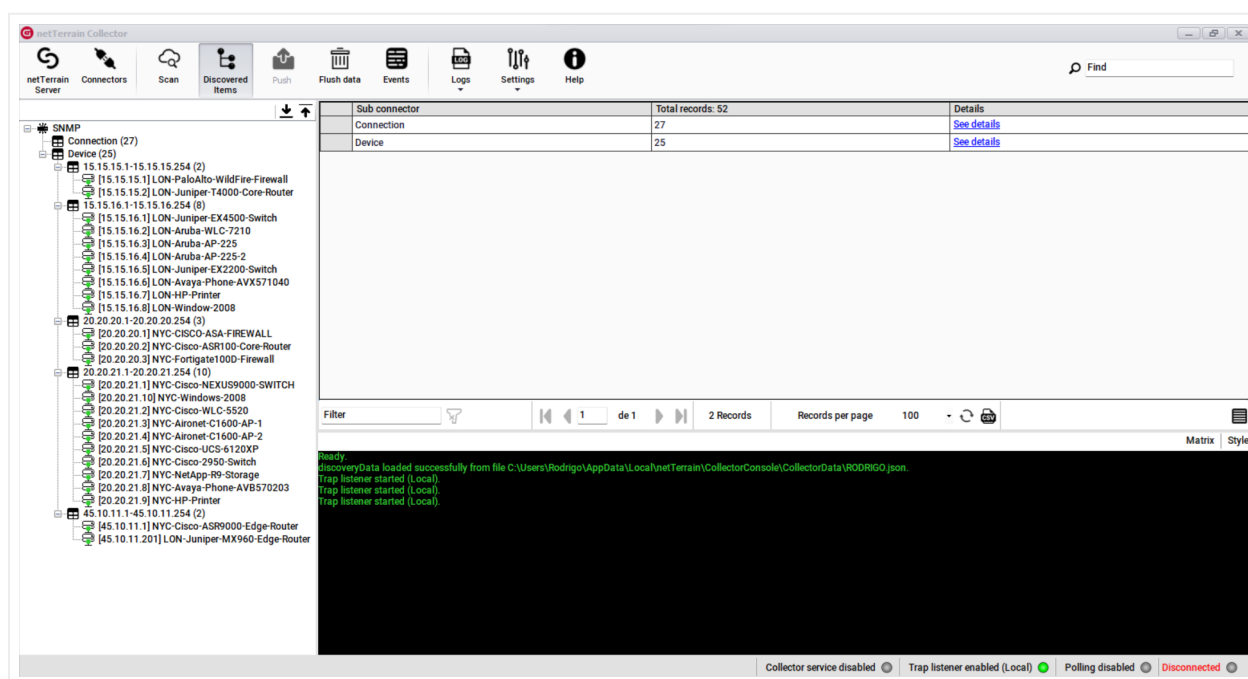 netTerrain Collector
netTerrain Server
Connectors
Scan
Discovered Items
Push
Flush data
Events
LOG
Logs
Settings
Help
Find
SNMP
Connection (27)
Device (25)
15.15.15.1-15.15.15.254 (2)
[15.15.15.1] LON-PaloAlto-WildFire-Firewall
[15.15.15.2] LON-Juniper-T4000-Core-Router
15.15.16.1-15.15.16.254 (8)
[15.15.16.1] LON-Juniper-EX4500-Switch
[15.15.16.2] LON-Aruba-WLC-7210
[15.15.16.3] LON-Aruba-AP-225
[15.15.16.4] LON-Aruba-AP-225-2
[15.15.16.5] LON-Juniper-EX2200-Switch
[15.15.16.6] LON-Avaya-Phone-AVX571040
[15.15.16.7] LON-HP-Printer
[15.15.16.8] LON-Window-2008
20.20.20.1-20.20.20.254 (3)
[20.20.20.1] NYC-CISCO-ASA-FIREWALL
[20.20.20.2] NYC-Cisco-ASR100-Core-Router
[20.20.20.3] NYC-Fortigate100D-Firewall
20.20.21.1-20.20.21.254 (10)
[20.20.21.1] NYC-Cisco-NEXUS9000-SWITCH
[20.20.21.10] NYC-Windows-2008
[20.20.21.2] NYC-Cisco-WLC-5520
[20.20.21.3] NYC-Aironet-C1600-AP-1
[20.20.21.4] NYC-Aironet-C1600-AP-2
[20.20.21.5] NYC-Cisco-UCS-6120XP
[20.20.21.6] NYC-Cisco-2950-Switch
[20.20.21.7] NYC-NetApp-R9-Storage
[20.20.21.8] NYC-Avaya-Phone-AVB570203
[20.20.21.9] NYC-HP-Printer
45.10.11.1-45.10.11.254 (2)
[45.10.11.1] NYC-Cisco-ASR9000-Edge-Router
[45.10.11.201] LON-Juniper-MX960-Edge-Router
Sub connector Total records: 52 Details
Connection 27 See details
Device 25 See details
Filter 1 de 1 2 Records Records per page 100 CSV
Matrix Style
Ready.
discoveryData loaded successfully from file C:\Users\Rodrigo\AppData\Local\netTerrain\CollectorConsole\CollectorData\RODRIGO.json.
Trap listener started (Local).
Trap listener started (Local).
Trap listener started (Local).
Collector service disabled Trap listener enabled (Local) Polling disabled Disconnected